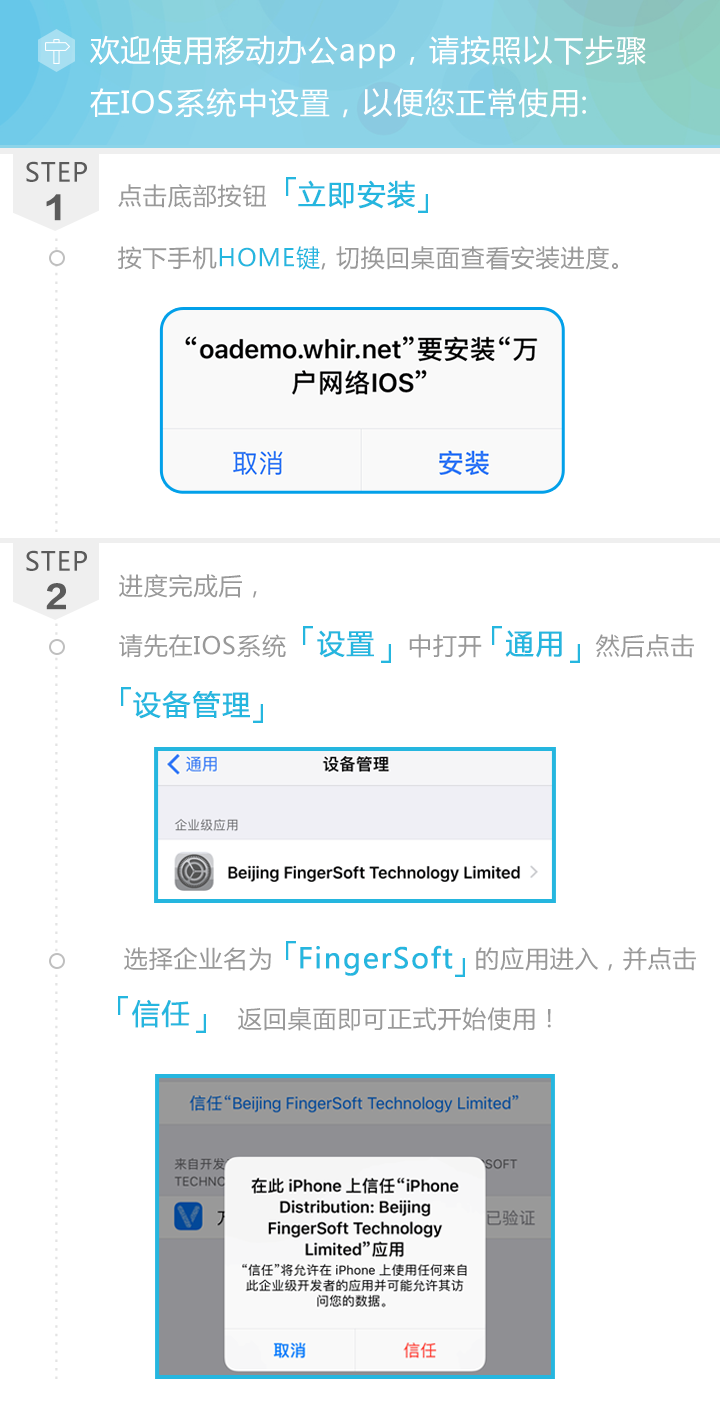 欢迎使用移动办公app，请按照以下步骤
在IOS系统中设置，以便您正常使用:
STEP
1
点击底部按钮「立即安装」
按下手机HOME键, 切换回桌面查看安装进度。
“oademo.whir.net”要安装“万
户网络IOS”
取消 安装
STEP
2
进度完成后，
请先在IOS系统「设置」中打开「通用」然后点击
「设备管理」
通用 设备管理
企业级应用
Beijing FingerSoft Technology Limited
选择企业名为「FingerSoft」的应用进入，并点击
「信任」 返回桌面即可正式开始使用！
信任“Beijing FingerSoft Technology Limited”
来自开发 SOFT
TECHNO
已验证
在此 iPhone 上信任“iPhone
Distribution: Beijing
FingerSoft Technology
Limited”应用
“信任”将允许在 iPhone 上使用任何来自
此企业级开发者的应用并可能允许其访
问您的数据。
取消 信任